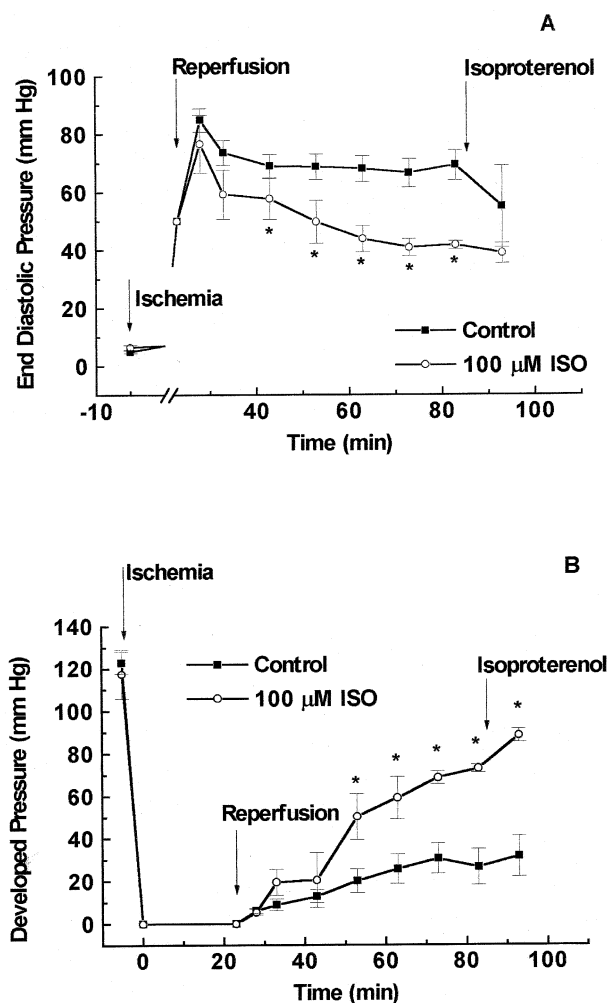 A
Reperfusion
Isoproterenol
100
80
60
40
20
0
-10
End Diastolic Pressure (mm Hg)
* * * * *
Ischemia
Control
100 μM ISO
40 60 80 100
Time (min)
B
Ischemia
140
120
100
80
60
40
20
0
Developed Pressure (mm Hg)
Control
100 μM ISO
Isoproterenol
* * * * *
Reperfusion
0 20 40 60 80 100
Time (min)